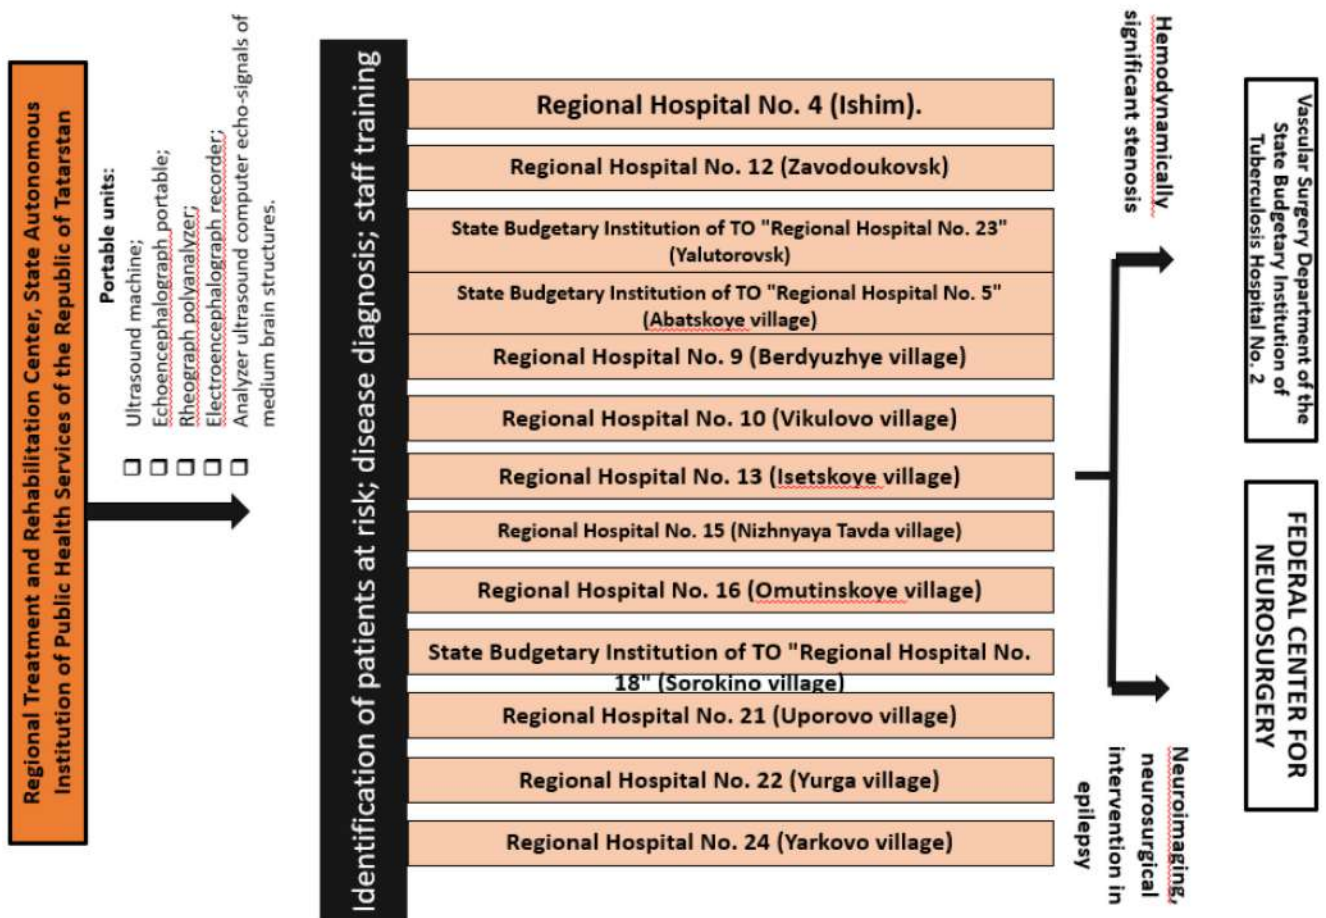 Regional Treatment and Rehabilitation Center, State Autonomous
Institution of Public Health Services of the Republic of Tatarstan
Portable units:
❑ Ultrasound machine;
❑ Echoencephalograph portable;
❑ Rheograph polyanalyzer;
❑ Electroencephalograph recorder;
❑ Analyzer ultrasound computer echo-signals of
medium brain structures.
Identification of patients at risk; disease diagnosis; staff training
Regional Hospital No. 4 (Ishim).
Regional Hospital No. 12 (Zavodoukovsk)
State Budgetary Institution of TO "Regional Hospital No. 23"
(Yalutorovsk)
State Budgetary Institution of TO "Regional Hospital No. 5"
(Abatskoye village)
Regional Hospital No. 9 (Berdyuzhye village)
Regional Hospital No. 10 (Vikulovo village)
Regional Hospital No. 13 (Isetskoye village)
Regional Hospital No. 15 (Nizhnyaya Tavda village)
Regional Hospital No. 16 (Omutinskoye village)
State Budgetary Institution of TO "Regional Hospital No.
18" (Sorokino village)
Regional Hospital No. 21 (Uporovo village)
Regional Hospital No. 22 (Yurga village)
Regional Hospital No. 24 (Yarkovo village)
Hemodynamically
significant stenosis
Neuroimaging,
neurosurgical
intervention in
epilepsy
Vascular Surgery Department of the
State Budgetary Institution of
Tuberculosis Hospital No. 2
FEDERAL CENTER FOR
NEUROSURGERY